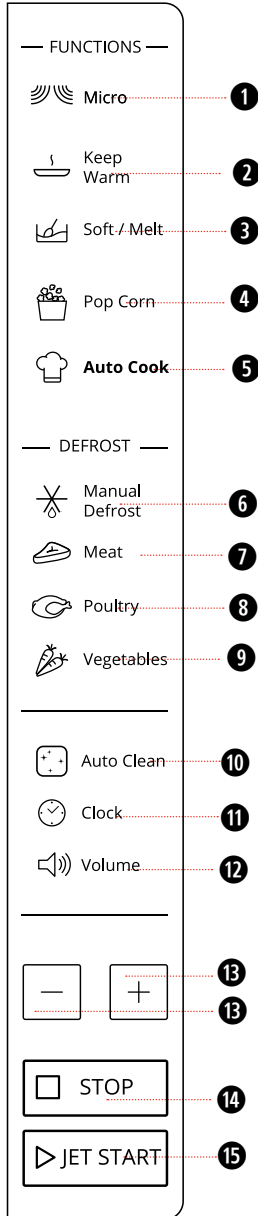 FUNCTIONS
Micro 1
Keep
Warm 2
Soft / Melt 3
Pop Corn 4
Auto Cook 5
DEFROST
Manual
Defrost 6
Meat 7
Poultry 8
Vegetables 9
Auto Clean 10
Clock 11
Volume 12
− + 13
13
STOP 14
JET START 15